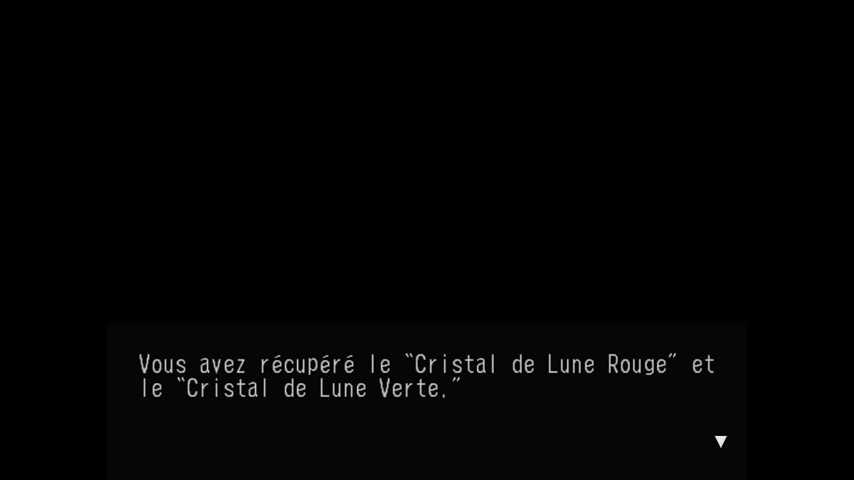 Vous avez récupéré le “Cristal de Lune Rouge” et
le “Cristal de Lune Verte.”